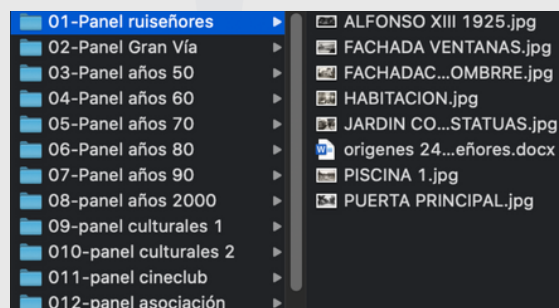 01-Panel ruiseñores
02-Panel Gran Vía
03-Panel años 50
04-Panel años 60
05-Panel años 70
06-Panel años 80
07-Panel años 90
08-panel años 2000
09-panel culturales 1
010-panel culturales 2
011-panel cineclub
012-panel asociación
ALFONSO XIII 1925.jpg
FACHADA VENTANAS.jpg
FACHADAC...OMBRRE.jpg
HABITACION.jpg
JARDIN CO...STATUAS.jpg
origenes 24...eñores.docx
PISCINA 1.jpg
PUERTA PRINCIPAL.jpg